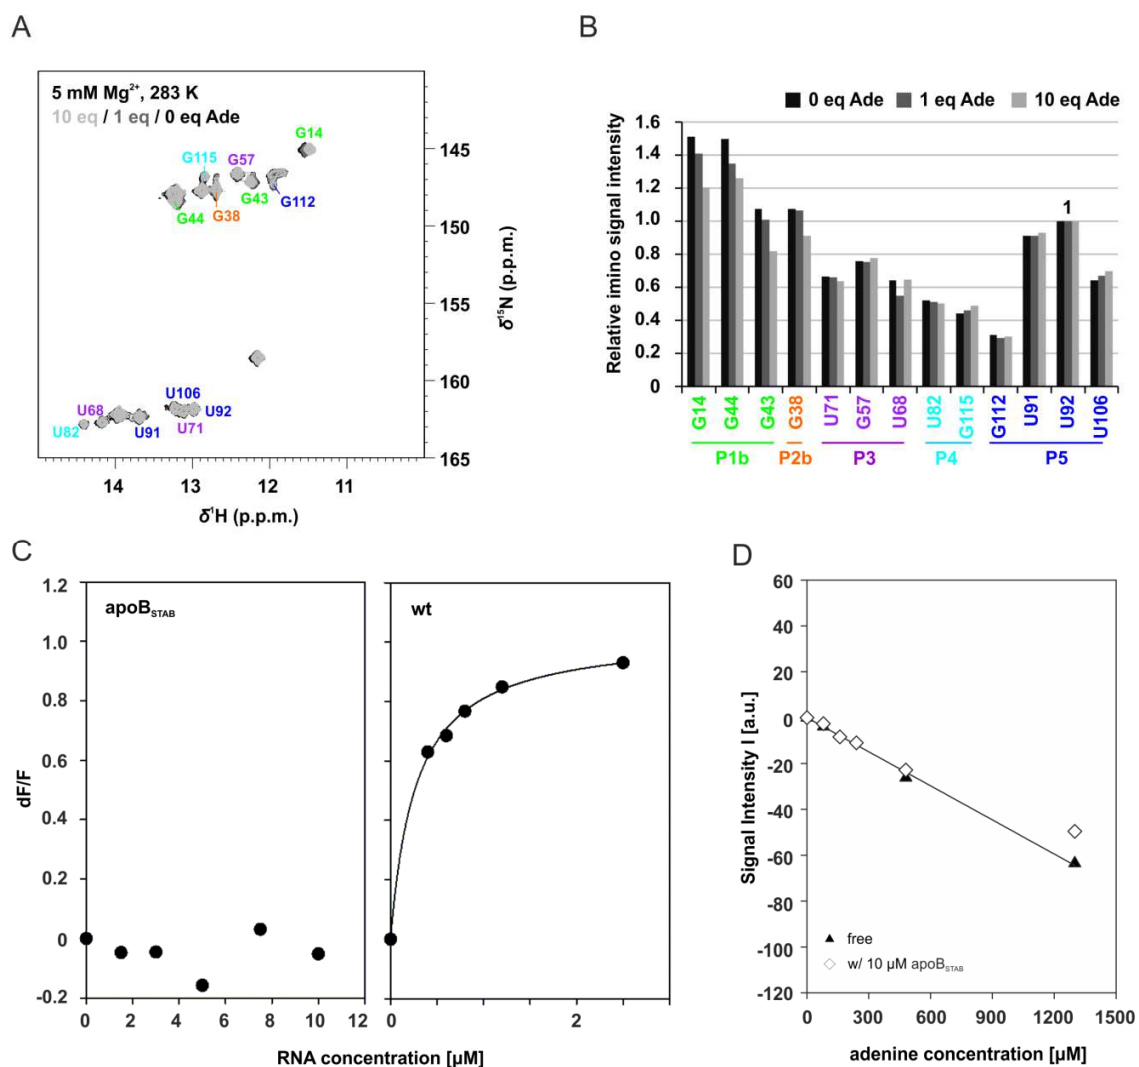 A
5 mM Mg²⁺, 283 K
10 eq / 1 eq / 0 eq Ade
G14
G115
G57
G44
G38
G43
G112
U106
U68
U92
U82
U91
U71
145
150
155
160
165
δ¹⁵N (p.p.m.)
14 13 12 11
δ¹H (p.p.m.)
B
0 eq Ade 1 eq Ade 10 eq Ade
Relative imino signal intensity
1.6
1.4
1.2
1.0
0.8
0.6
0.4
0.2
0
1
G14 G44 G43 G38 U71 G57 U68 U82 G115 G112 U91 U92 U106
P1b P2b P3 P4 P5
C
dF/F
1.2
1.0
0.8
0.6
0.4
0.2
0
-0.2
apoB_STAB
wt
0 2 4 6 8 10 12
0 2
RNA concentration [µM]
D
Signal Intensity I [a.u.]
60
40
20
0
-20
-40
-60
-80
-100
-120
free
w/ 10 µM apoB_STAB
0 300 600 900 1200 1500
adenine concentration [µM]